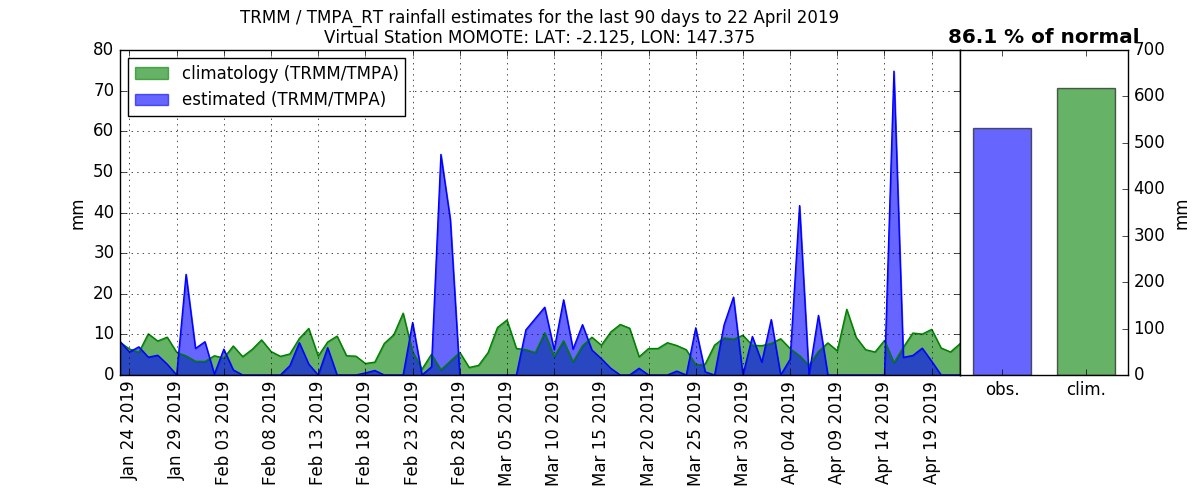 TRMM / TMPA_RT rainfall estimates for the last 90 days to 22 April 2019
Virtual Station MOMOTE: LAT: -2.125, LON: 147.375
86.1 % of normal
climatology (TRMM/TMPA)
estimated (TRMM/TMPA)
80
70
60
50
40
30
20
10
0
mm
Jan 24 2019
Jan 29 2019
Feb 03 2019
Feb 08 2019
Feb 13 2019
Feb 18 2019
Feb 23 2019
Feb 28 2019
Mar 05 2019
Mar 10 2019
Mar 15 2019
Mar 20 2019
Mar 25 2019
Mar 30 2019
Apr 04 2019
Apr 09 2019
Apr 14 2019
Apr 19 2019
obs.
clim.
700
600
500
400
300
200
100
0
mm